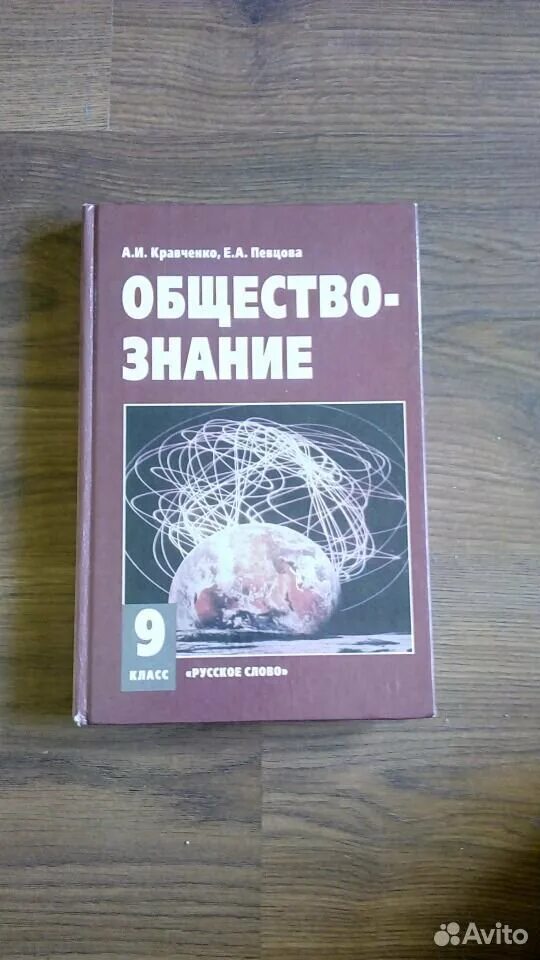 А.И. Кравченко, Е.А. Певцова
ОБЩЕСТВО-
ЗНАНИЕ
9
КЛАСС
«РУССКОЕ СЛОВО»
Avito